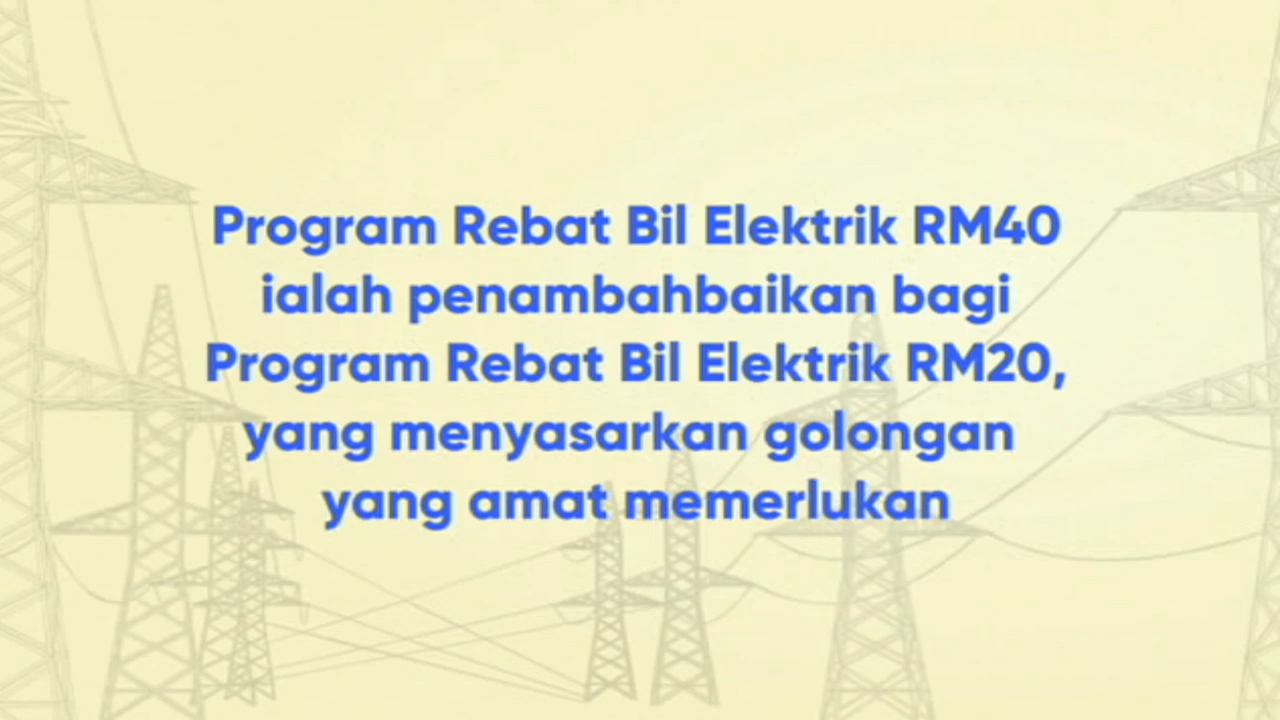 Program Rebat Bil Elektrik RM40
ialah penambahbaikan bagi
Program Rebat Bil Elektrik RM20,
yang menyasarkan golongan
yang amat memerlukan